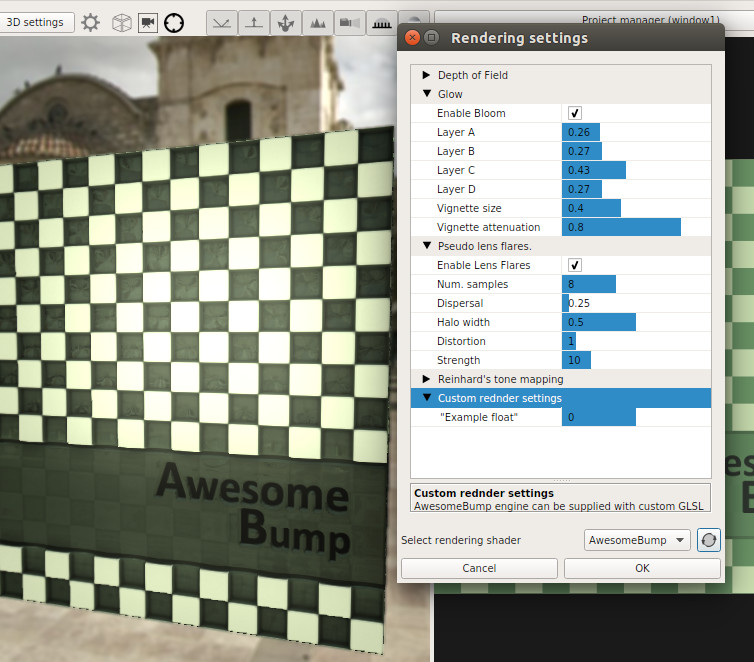 3D settings
Project manager (window1)
Rendering settings
Depth of Field
Glow
Enable Bloom
Layer A 0.26
Layer B 0.27
Layer C 0.43
Layer D 0.27
Vignette size 0.4
Vignette attenuation 0.8
Pseudo lens flares.
Enable Lens Flares
Num. samples 8
Dispersal 0.25
Halo width 0.5
Distortion 1
Strength 10
Reinhard's tone mapping
Custom rednder settings
"Example float" 0
Custom rednder settings
AwesomeBump engine can be supplied with custom GLSL
Select rendering shader AwesomeBump
Cancel OK
Awesome
Bump